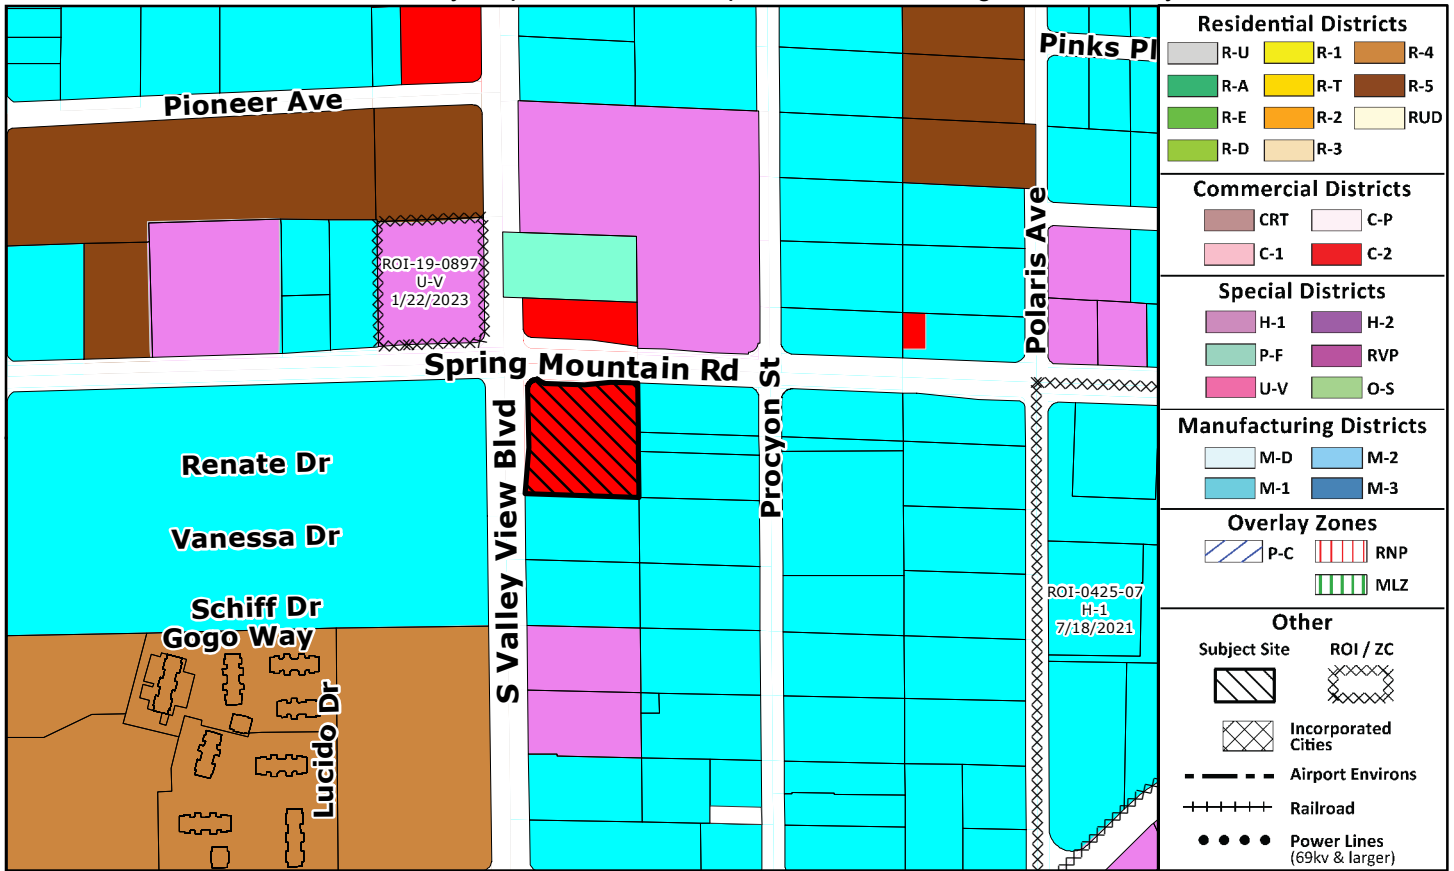 Pinks Pl
Pioneer Ave
Polaris Ave
ROI-19-0897
U-V
1/22/2023
Spring Mountain Rd
Procyon St
S Valley View Blvd
Renate Dr
Vanessa Dr
Schiff Dr
Gogo Way
Lucido Dr
ROI-0425-07
H-1
7/18/2021
Residential Districts
R-U
R-1
R-4
R-A
R-T
R-5
R-E
R-2
RUD
R-D
R-3
Commercial Districts
CRT
C-P
C-1
C-2
Special Districts
H-1
H-2
P-F
RVP
U-V
O-S
Manufacturing Districts
M-D
M-2
M-1
M-3
Overlay Zones
P-C
RNP
MLZ
Other
Subject Site
ROI / ZC
Incorporated
Cities
Airport Environs
Railroad
Power Lines
(69kv & larger)